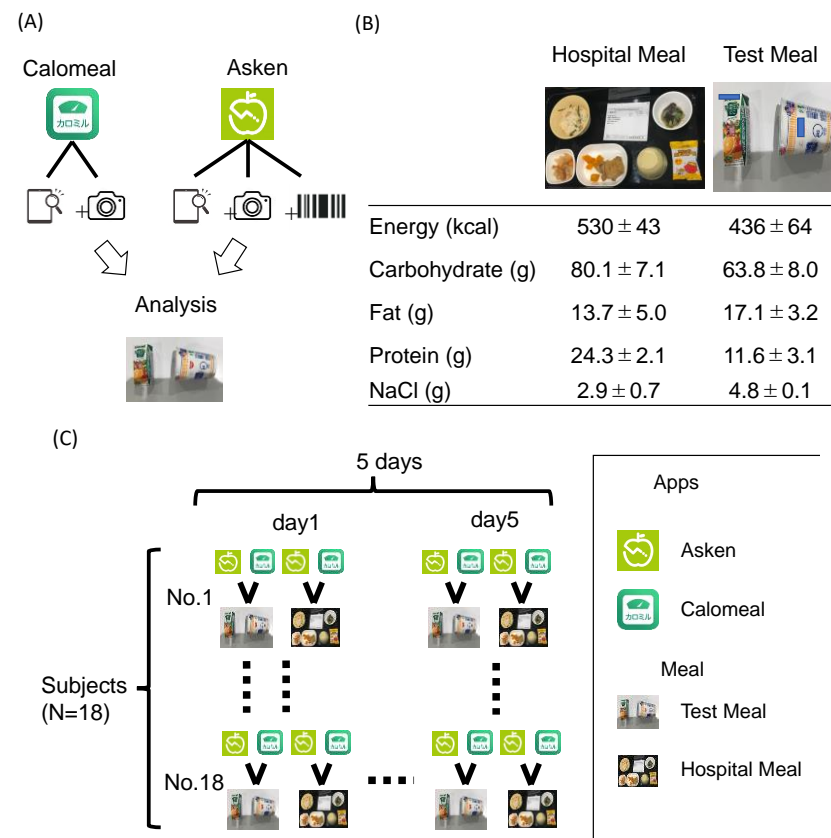 (A)
Calomeal Asken
カロミル
+ +
+
Analysis
(B)
Hospital Meal Test Meal
Energy (kcal) 530±43 436±64
Carbohydrate (g) 80.1±7.1 63.8±8.0
Fat (g) 13.7±5.0 17.1±3.2
Protein (g) 24.3±2.1 11.6±3.1
NaCl (g) 2.9±0.7 4.8±0.1
(C)
5 days
day1 day5
No.1
Subjects
(N=18)
No.18
Apps
Asken
カロミル
Calomeal
Meal
Test Meal
Hospital Meal